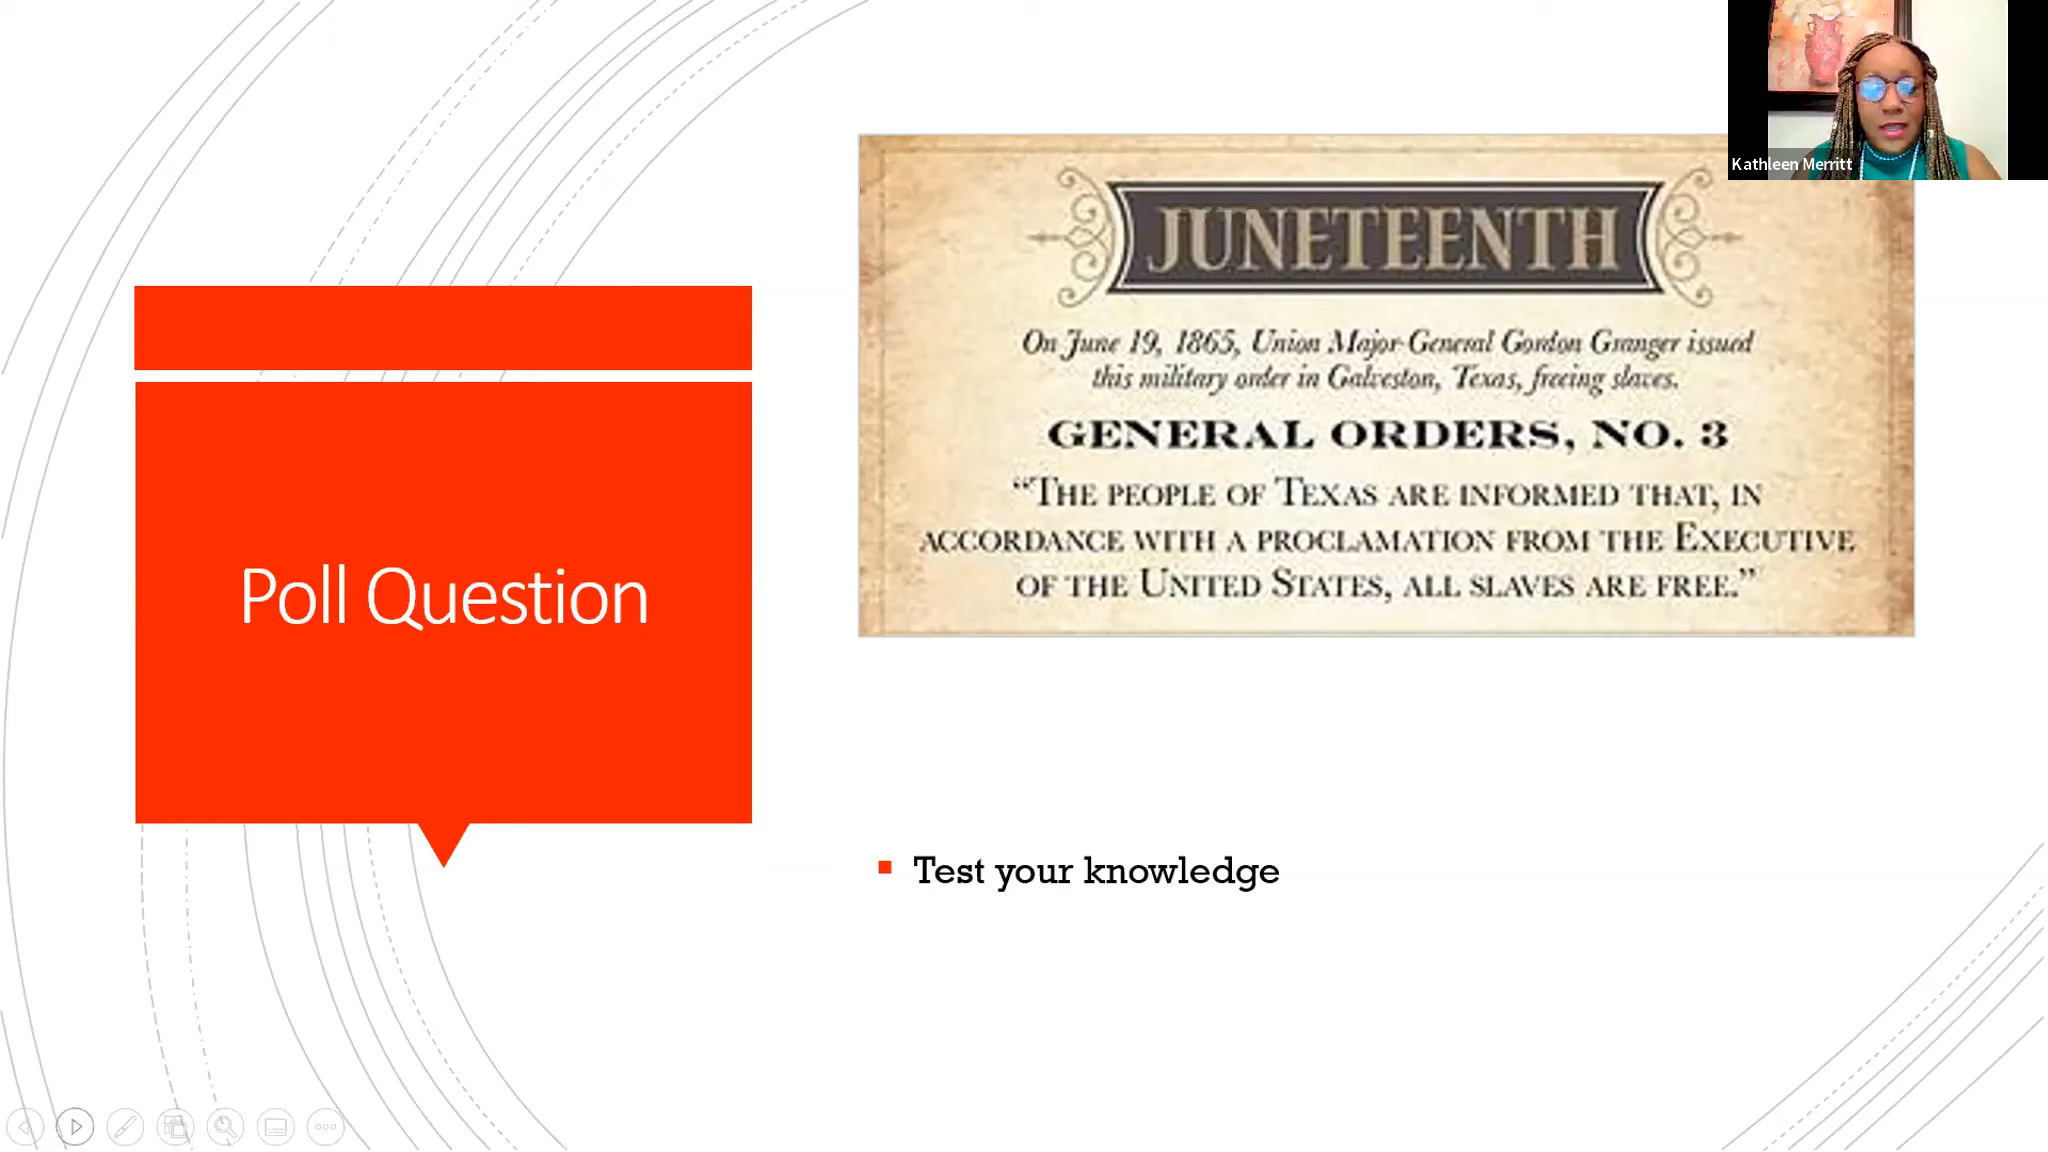 Kathleen Merritt
JUNETEENTH
On June 19, 1865, Union Major General Gordon Granger issued
this military order in Galveston, Texas, freeing slaves.
GENERAL ORDERS, NO. 3
“THE PEOPLE OF TEXAS ARE INFORMED THAT, IN
ACCORDANCE WITH A PROCLAMATION FROM THE EXECUTIVE
OF THE UNITED STATES, ALL SLAVES ARE FREE.”
Poll Question
Test your knowledge